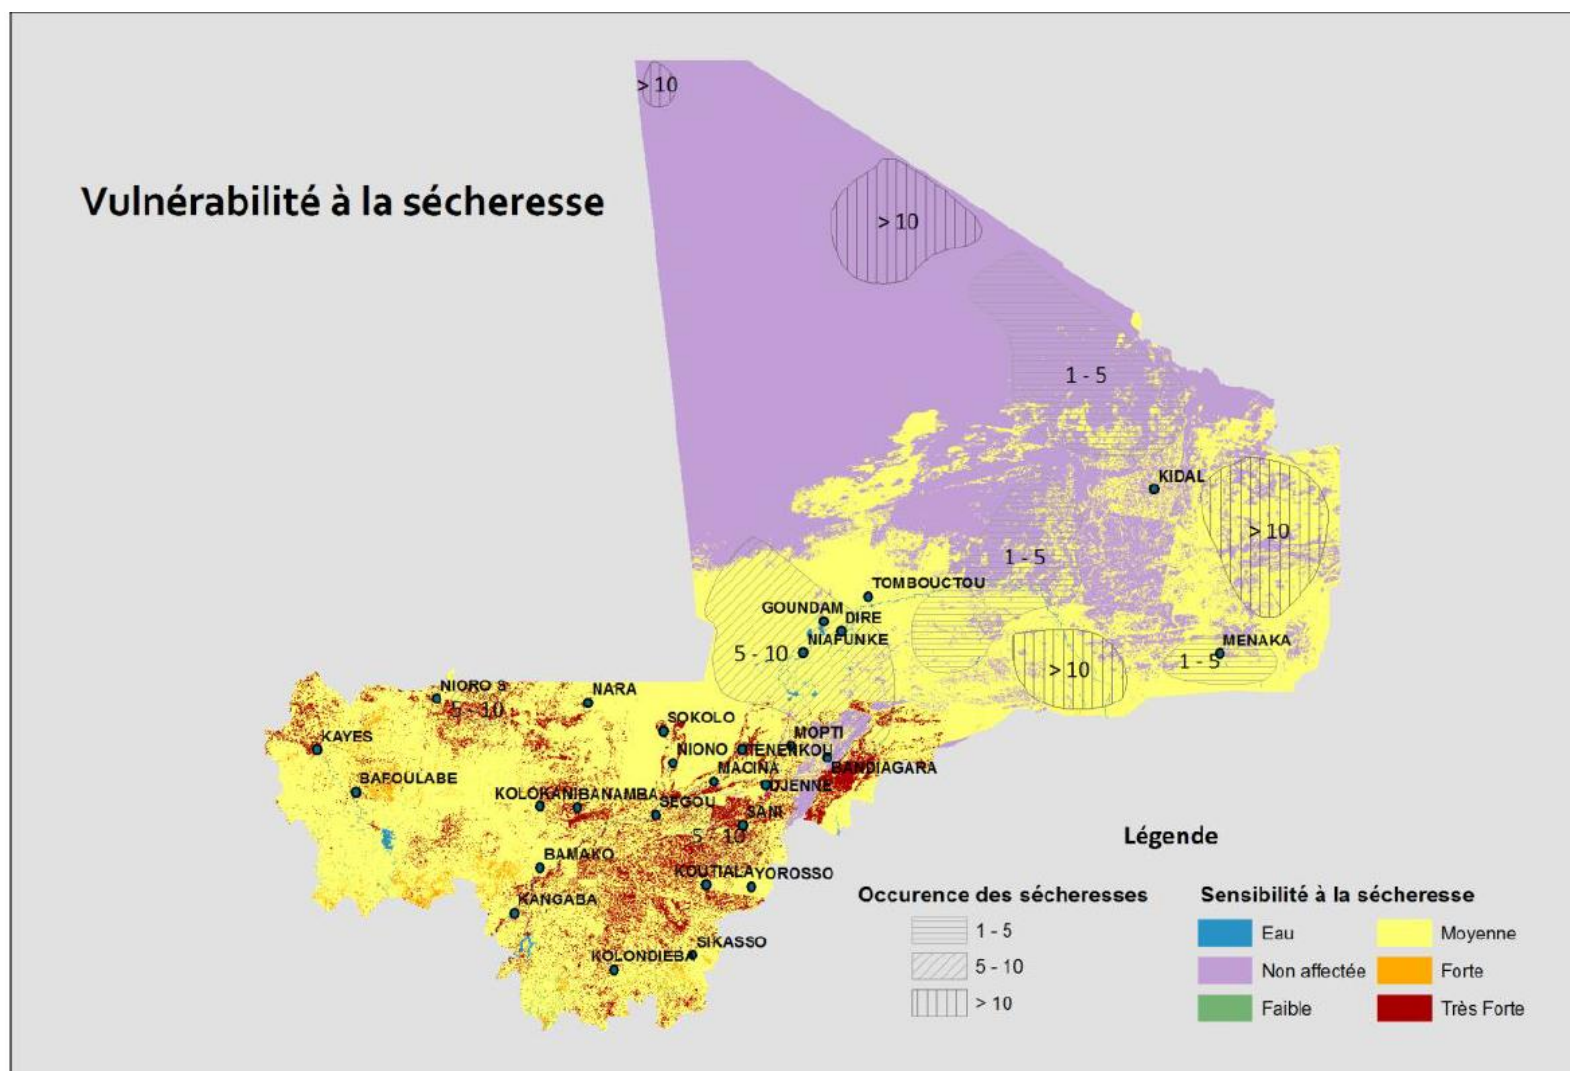 > 10
Vulnérabilité à la sécheresse
> 10
1 - 5
KIDAL
> 10
1 - 5
TOMBOUCTOU
GOUNDAM
DIRE
NIAFUNKE
MENAKA
5 - 10
> 10
1 - 5
NIORO S
NARA
5 - 10
SOKOLO
KAYES
MOPTI
NIONO
TENENKOU
BANDIAGARA
BAFOULABE
MACINA
DJENNE
KOLOKANI
BANAMBA
SEGOU
SAN
5 - 10
BAMAKO
KOUTIALA
YOROSSO
KANGABA
SIKASSO
KOLONDIEBA
Légende
Occurence des sécheresses
1 - 5
5 - 10
> 10
Sensibilité à la sécheresse
Eau
Moyenne
Non affectée
Forte
Faible
Très Forte